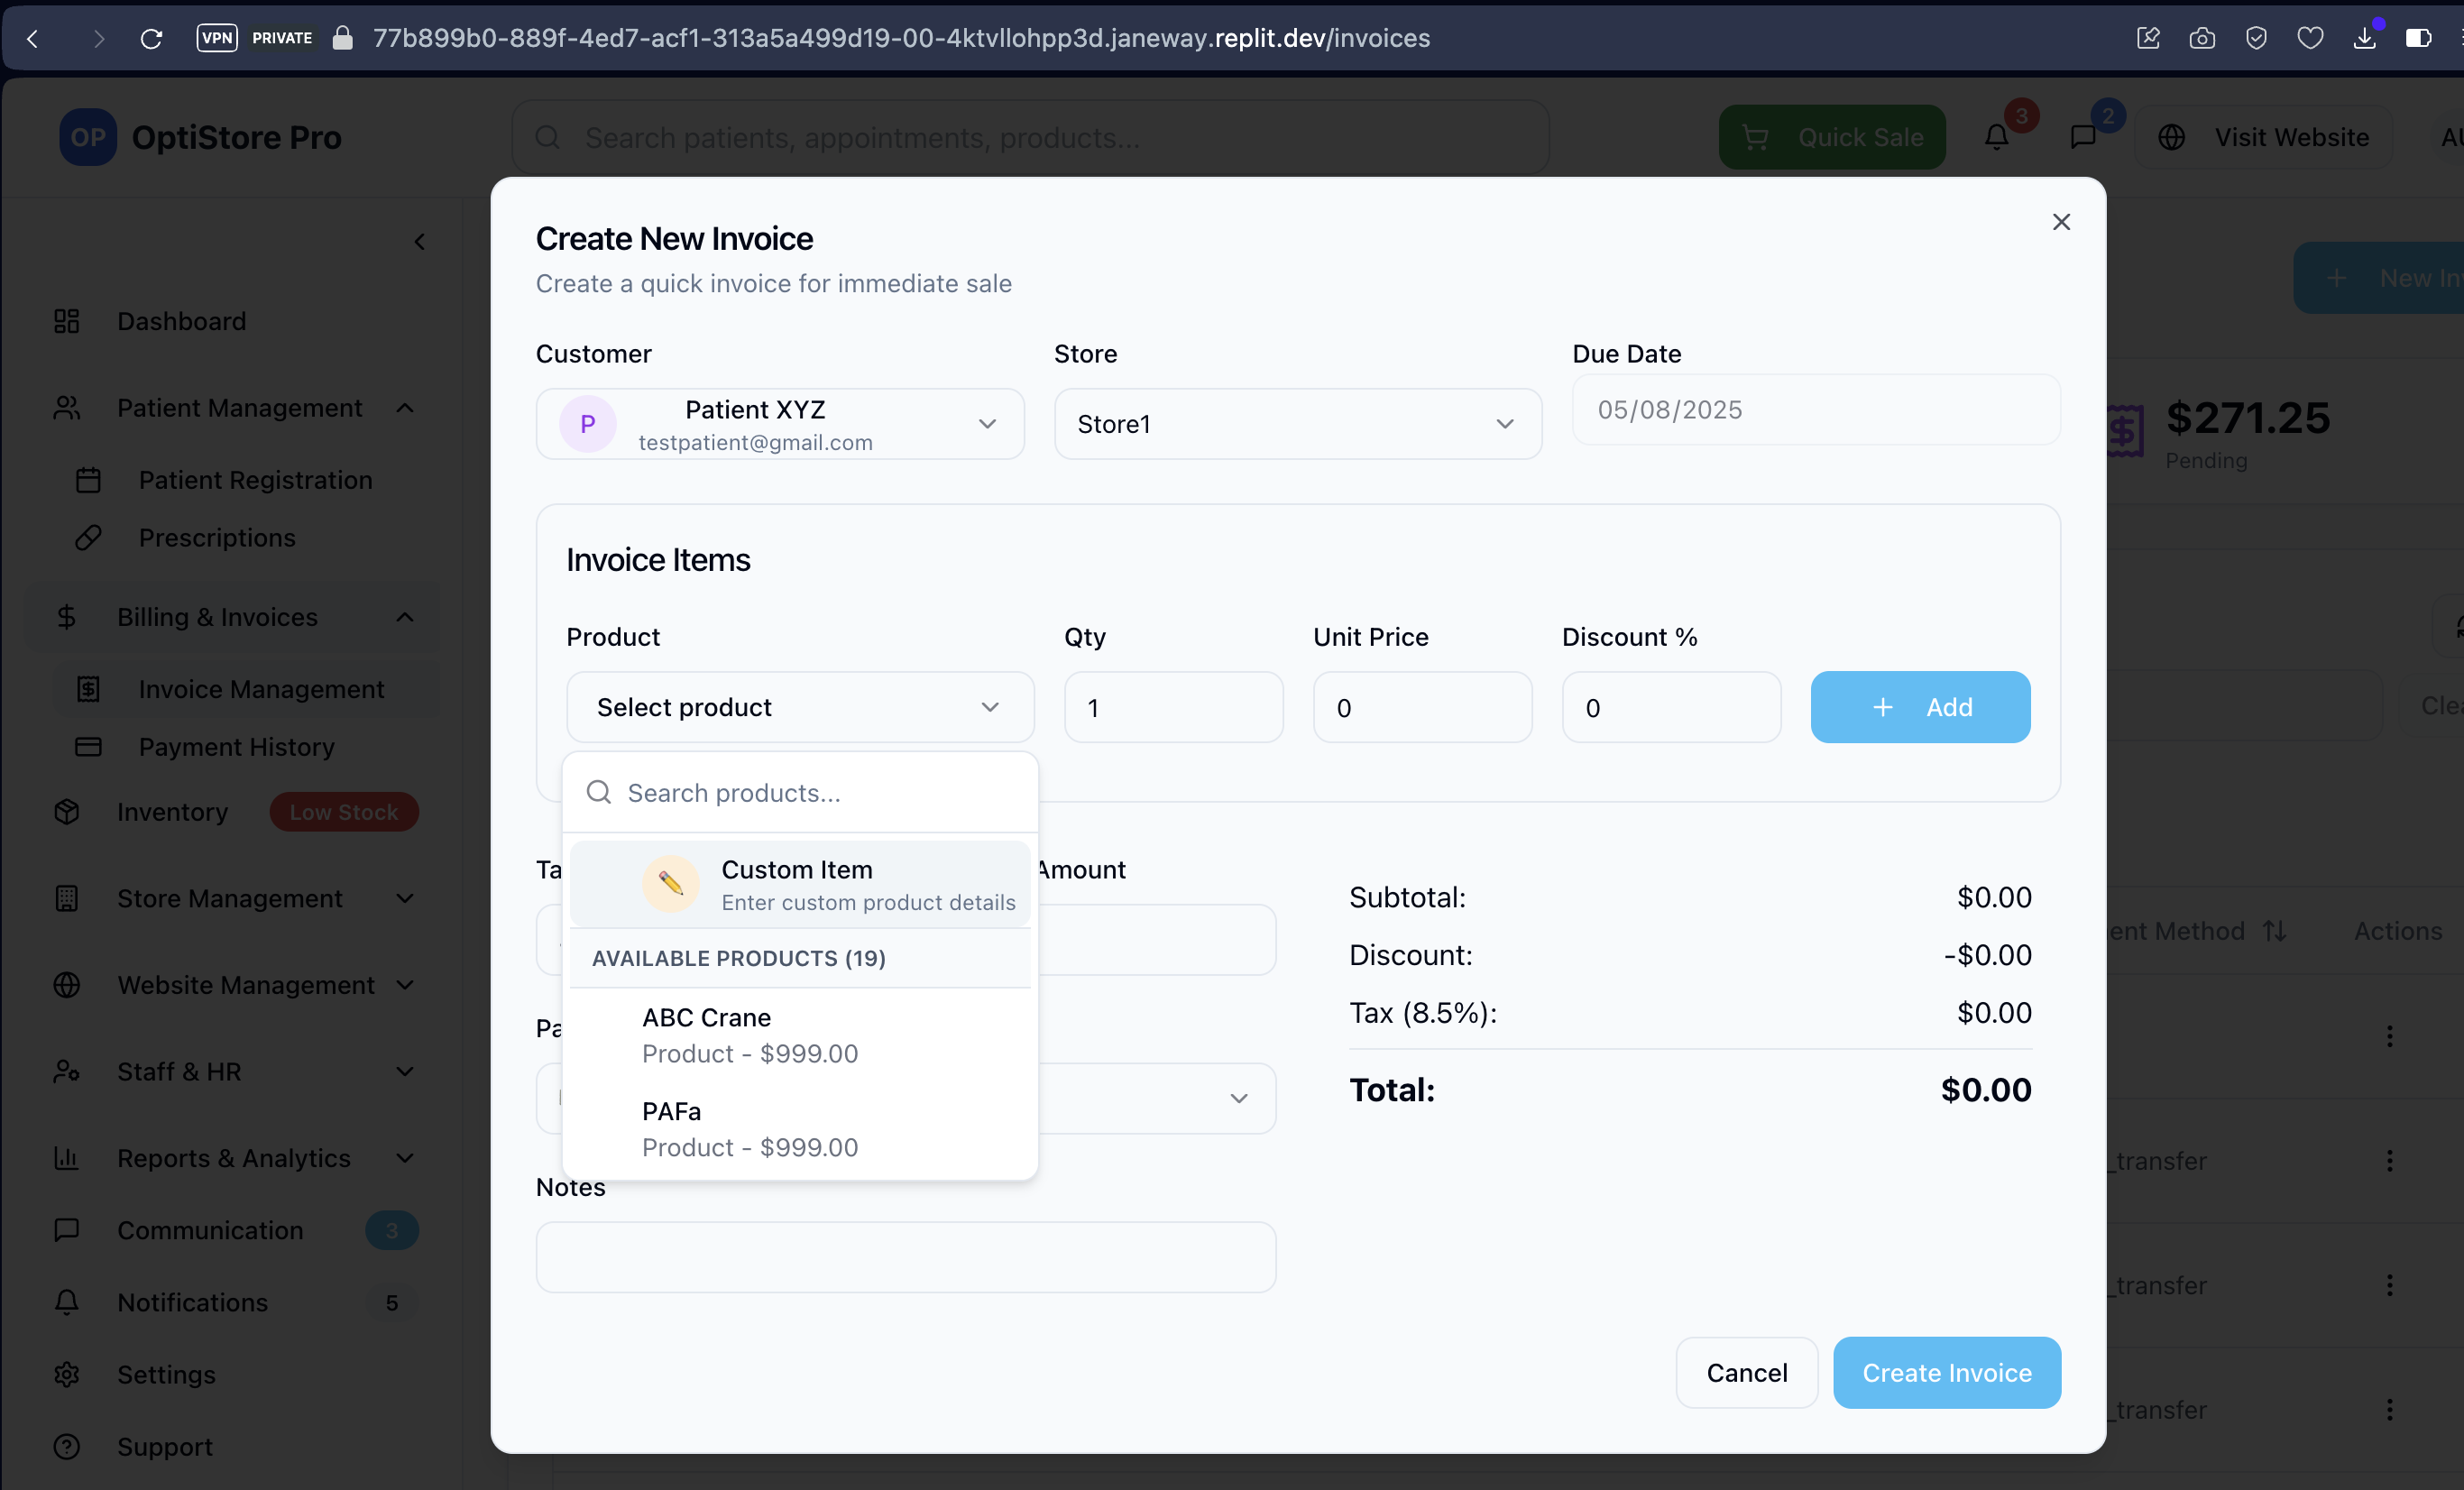 VPN PRIVATE 77b899b0-889f-4ed7-acf1-313a5a499d19-00-4ktvllohpp3d.janeway.replit.dev/invoices
OP OptiStore Pro
Search patients, appointments, products...
Quick Sale
3
2
Visit Website
Create New Invoice
Create a quick invoice for immediate sale
Customer
Store
Due Date
P
Patient XYZ
testpatient@gmail.com
Store1
05/08/2025
Invoice Items
Product
Qty
Unit Price
Discount %
Select product
1
0
0
+ Add
Search products...
Custom Item
Enter custom product details
AVAILABLE PRODUCTS (19)
ABC Crane
Product - $999.00
PAFa
Product - $999.00
Amount
Notes
Subtotal: $0.00
Discount: -$0.00
Tax (8.5%): $0.00
Total: $0.00
Cancel
Create Invoice
Dashboard
Patient Management
Patient Registration
Prescriptions
Billing & Invoices
Invoice Management
Payment History
Inventory
Low Stock
Store Management
Website Management
Staff & HR
Reports & Analytics
Communication 3
Notifications 5
Settings
Support
+ New
$271.25
Pending
Method
Actions
_transfer
_transfer
_transfer